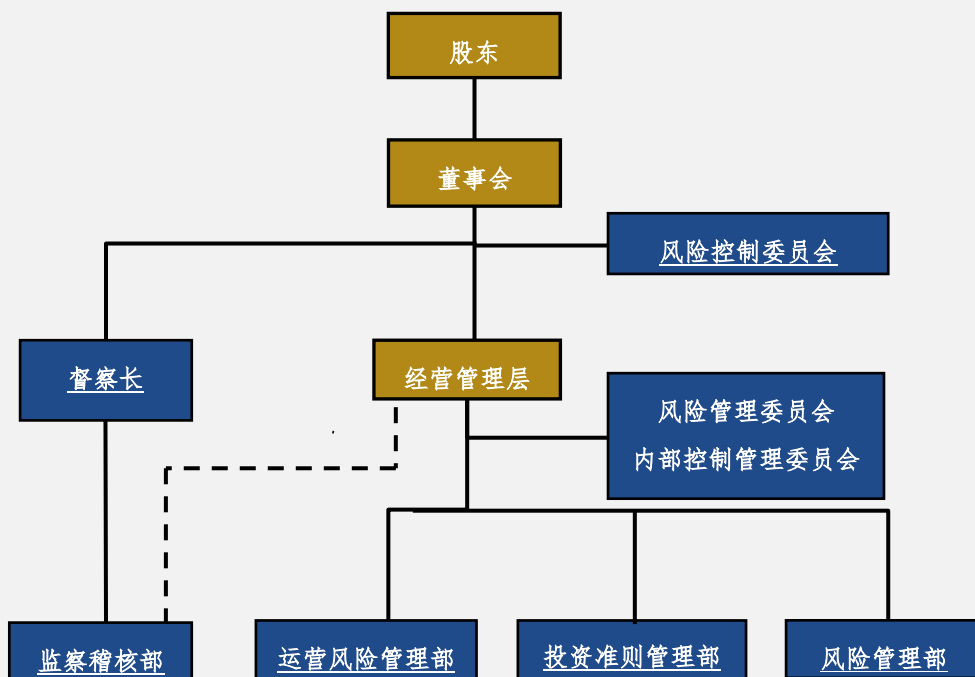 股东
董事会
风险控制委员会
督察长
经营管理层
风险管理委员会
内部控制管理委员会
监察稽核部
运营风险管理部
投资准则管理部
风险管理部